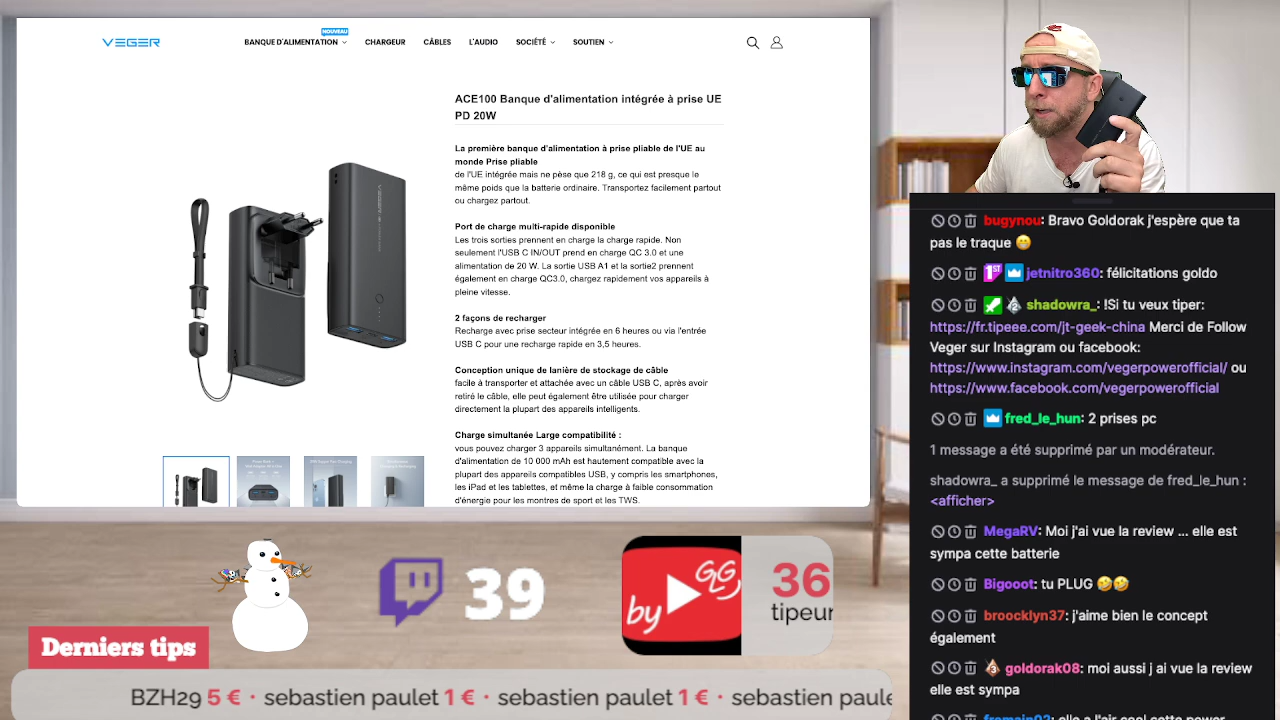 VEGER
BANQUE D'ALIMENTATION
NOUVEAU
CHARGEUR
CÂBLES
L'AUDIO
SOCIÉTÉ
SOUTIEN
ACE100 Banque d'alimentation intégrée à prise UE
PD 20W
La première banque d'alimentation à prise pliable de l'UE au
monde Prise pliable
de l'UE intégrée mais ne pèse que 218 g, ce qui est presque le
même poids que la batterie ordinaire. Transportez facilement partout
ou chargez partout.
Port de charge multi-rapide disponible
Les trois sorties prennent en charge la charge rapide. Non
seulement l'USB C IN/OUT prend en charge QC 3.0 et une
alimentation de 20 W. La sortie USB A1 et la sortie2 prennent
également en charge QC3.0, chargez rapidement vos appareils à
pleine vitesse.
2 façons de recharger
Recharge avec prise secteur intégrée en 6 heures ou via l'entrée
USB C pour une recharge rapide en 3,5 heures.
Conception unique de lanière de stockage de câble
facile à transporter et attachée avec un câble USB C, après avoir
retiré le câble, elle peut également être utilisée pour charger
directement la plupart des appareils intelligents.
Charge simultanée Large compatibilité :
vous pouvez charger 3 appareils simultanément. La banque
d'alimentation de 10 000 mAh est hautement compatible avec la
plupart des appareils compatibles USB, y compris les smartphones,
les iPad et les tablettes, et même la charge à faible consommation
d'énergie pour les montres de sport et les TWS.
bugynou: Bravo Goldorak j'espère que ta
pas le traque 😁
1ST jetnitro360: félicitations goldo
shadowra_: !Si tu veux tiper:
https://fr.tipeee.com/jt-geek-china Merci de Follow
Veger sur Instagram ou facebook:
https://www.instagram.com/vegerpowerofficial/ ou
https://www.facebook.com/vegerpowerofficial
fred_le_hun: 2 prises pc
1 message a été supprimé par un modérateur.
shadowra_ a supprimé le message de fred_le_hun :
<afficher>
MegaRV: Moi j'ai vue la review ... elle est
sympa cette batterie
Bigooot: tu PLUG 🤣🤣
broocklyn37: j'aime bien le concept
également
3 goldorak08: moi aussi j ai vue la review
elle est sympa
39
by GLG
36
tipeur
Derniers tips
BZH29 5 € · sebastien paulet 1 € · sebastien paulet 1 € · sebastien paule